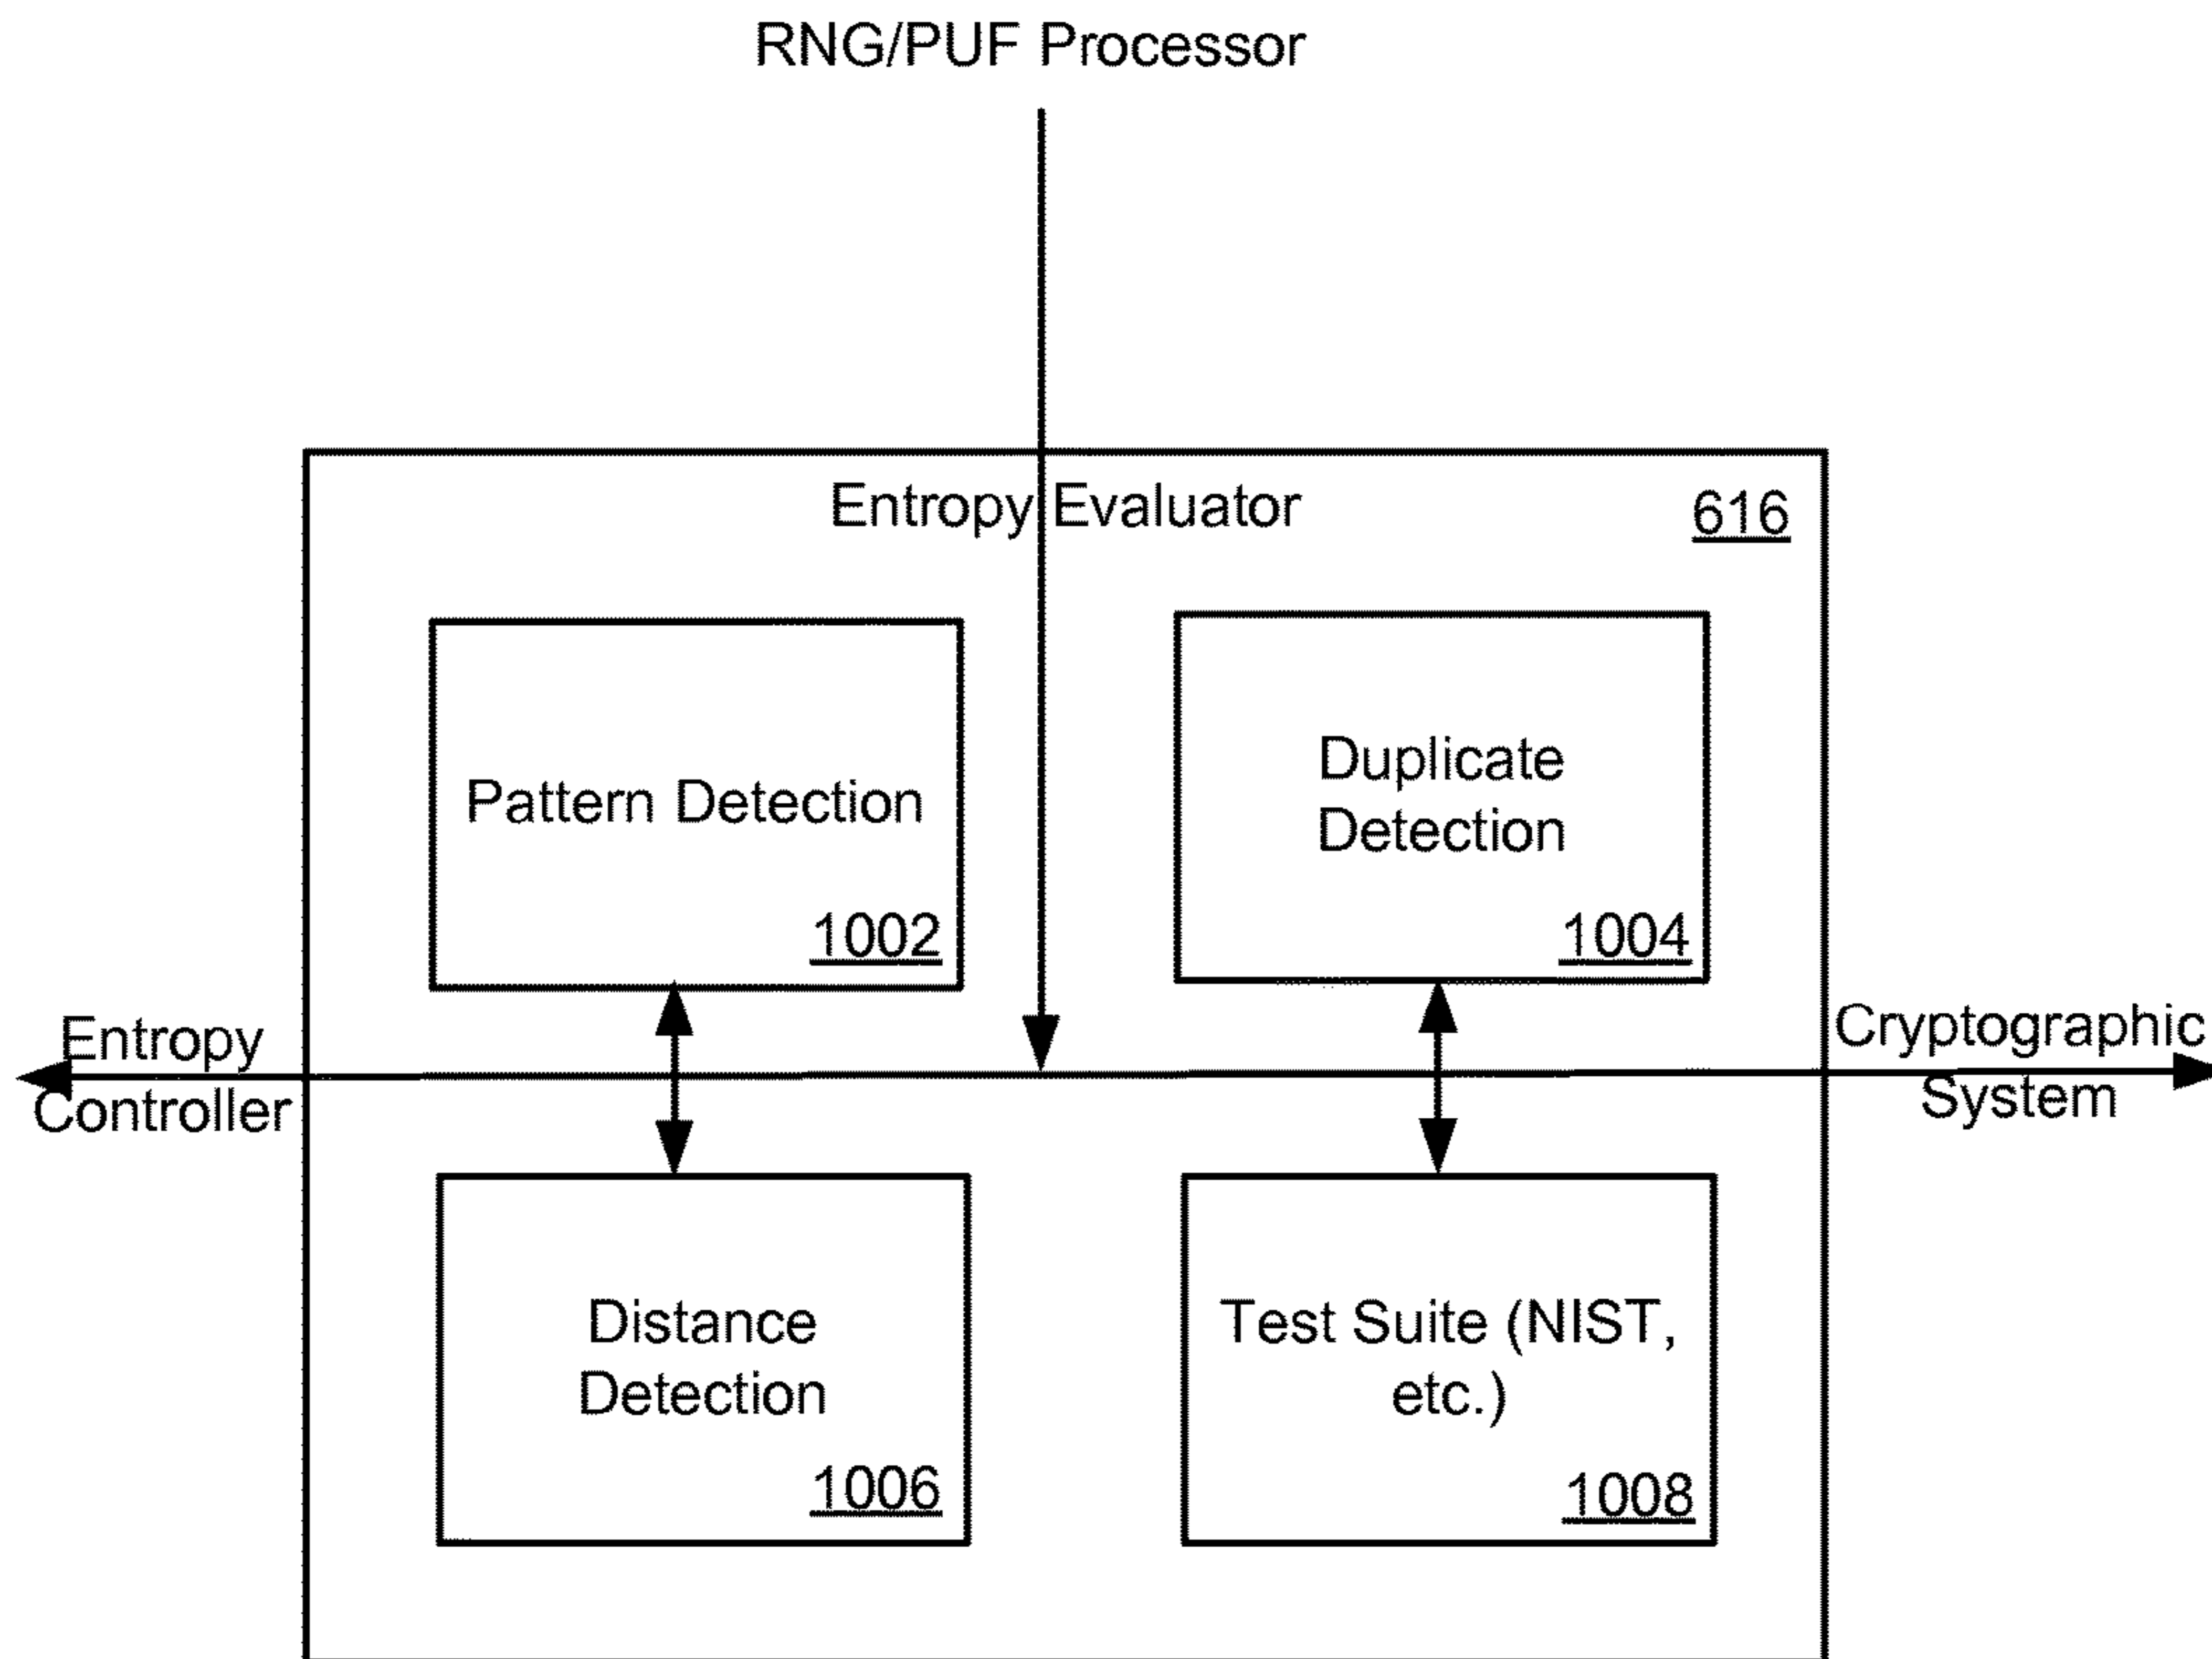 RNG/PUF Processor
Entropy Evaluator
616
Pattern Detection
1002
Duplicate
Detection
1004
Entropy
Controller
Cryptographic
System
Distance
Detection
1006
Test Suite (NIST,
etc.)
1008